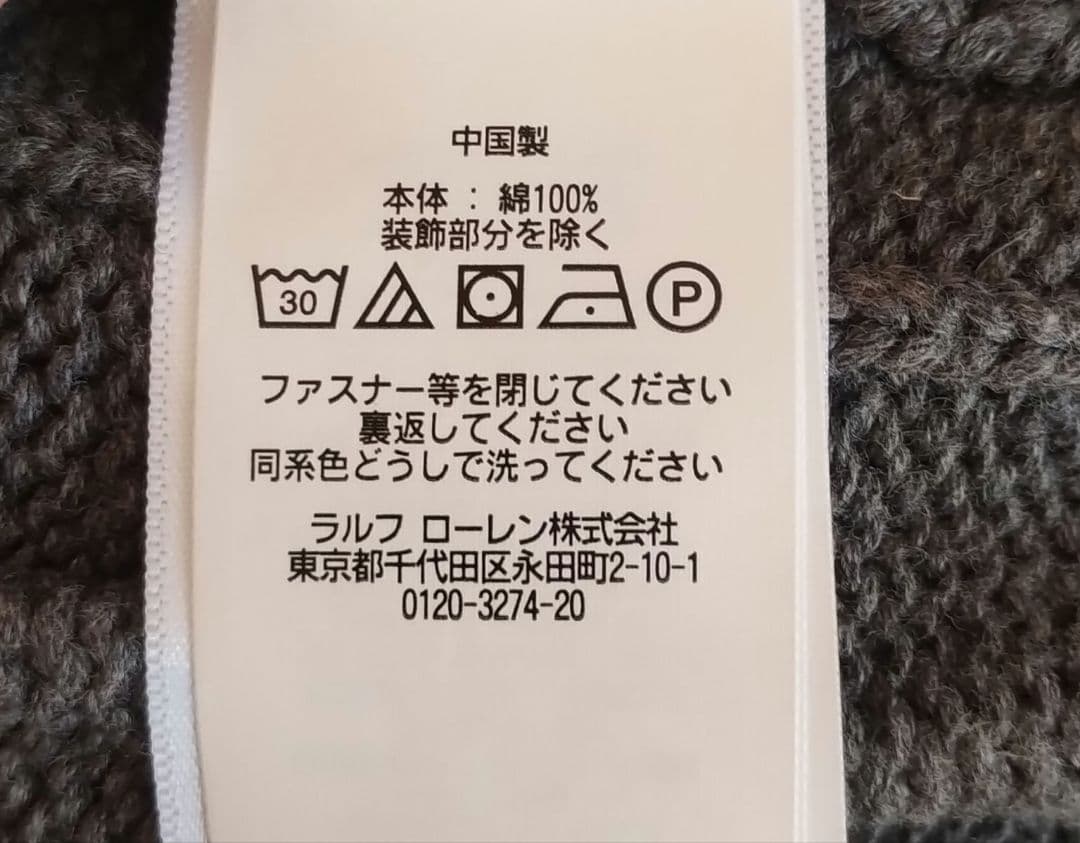 中国製
本体 : 綿100%
装飾部分を除く
30 P
ファスナー等を閉じてください
裏返してください
同系色どうしで洗ってください
ラルフ ローレン株式会社
東京都千代田区永田町2-10-1
0120-3274-20